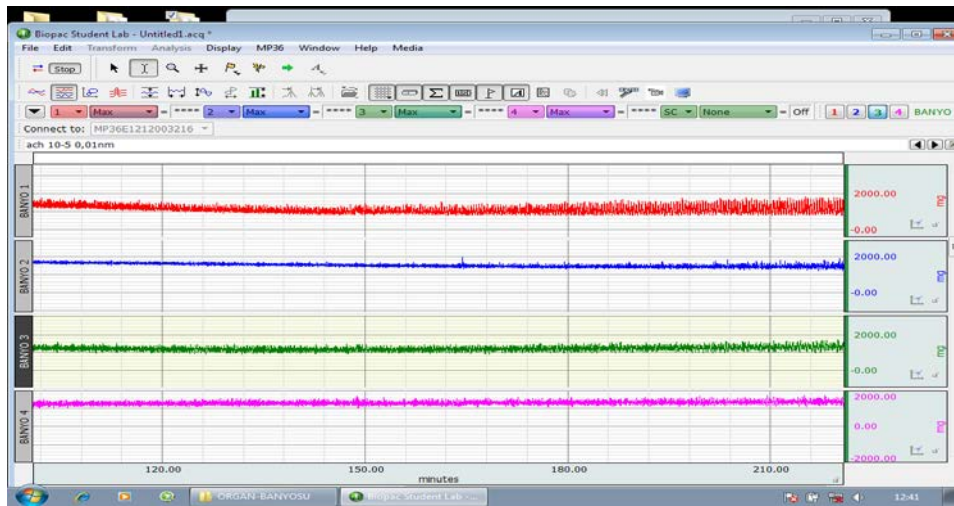 Biopac Student Lab - Untitled1.acq *
File Edit Transform Analysis Display MP36 Window Help Media
Stop
1 Max = **** 2 Max = **** 3 Max = **** 4 Max = **** SC None = Off 1 2 3 4 BANYO
Connect to: MP36E1212003216
ach 10-5 0,01nm
BANYO 1
2000.00
-0.00
mg
BANYO 2
2000.00
-0.00
mg
BANYO 3
2000.00
-0.00
mg
BANYO 4
2000.00
0.00
-2000.00
mg
120.00 150.00 180.00 210.00
minutes
ORGAN-BANYOSU Biopac Student Lab - ... 12:41